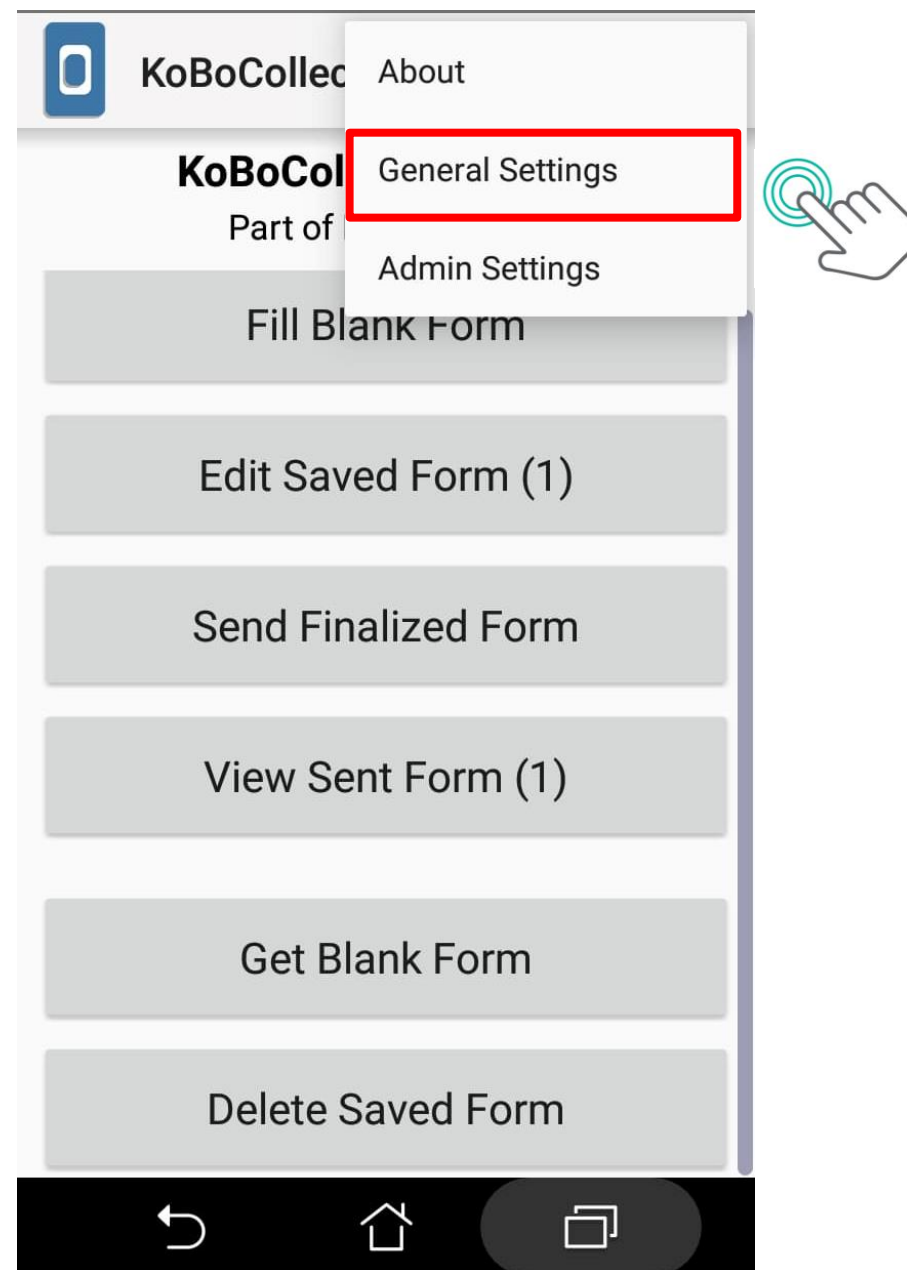 KoBoCollec
About
General Settings
Admin Settings
KoBoCol
Part of
Fill Blank Form
Edit Saved Form (1)
Send Finalized Form
View Sent Form (1)
Get Blank Form
Delete Saved Form